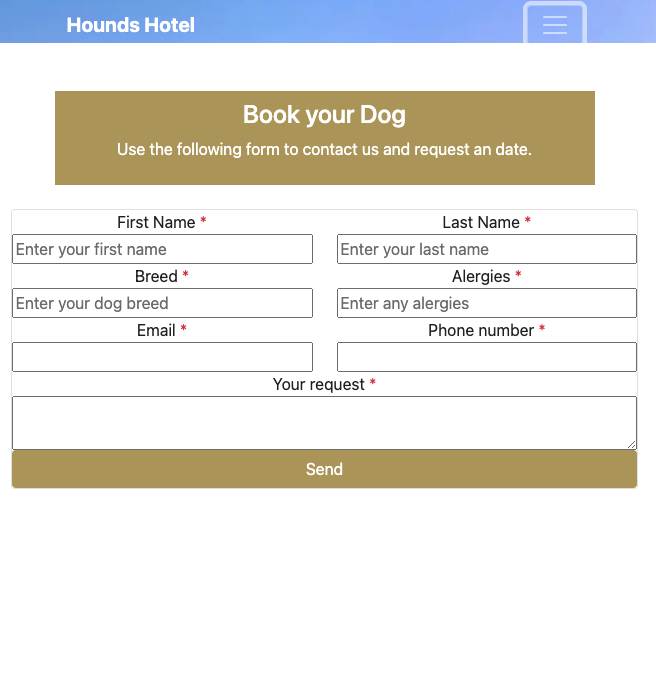 Hounds Hotel
Book your Dog
Use the following form to contact us and request an date.
First Name *
Last Name *
Enter your first name
Enter your last name
Breed *
Alergies *
Enter your dog breed
Enter any alergies
Email *
Phone number *
Your request *
Send